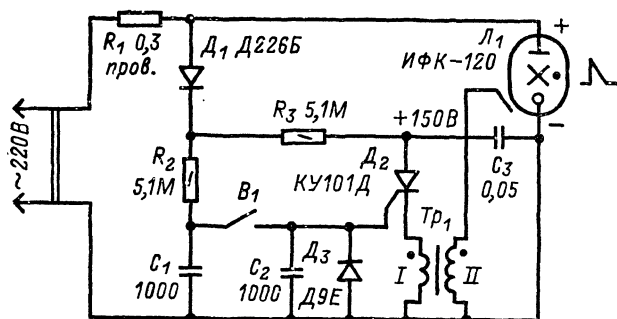 R₁ 0,3
пров.
Д₁ Д226Б
Л₁
ИФК-120
+
−
~220В
R₃ 5,1М
+150В
R₂
5,1М
Д₂
КУ101Д
C₃
0,05
В₁
Тр₁
C₁
1000
C₂
1000
Д₃
Д9Е
I
II